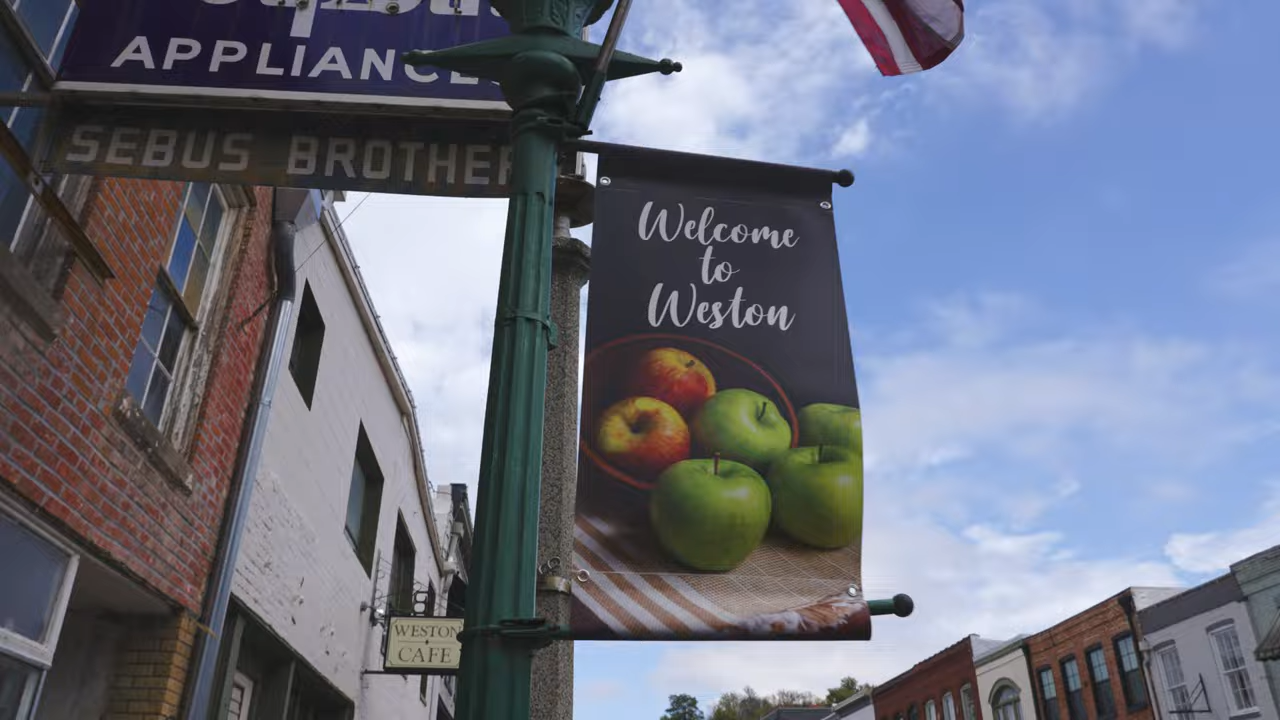 APPLIANCE
SEBUS BROTHER
Welcome
to
Weston
WESTON
CAFE